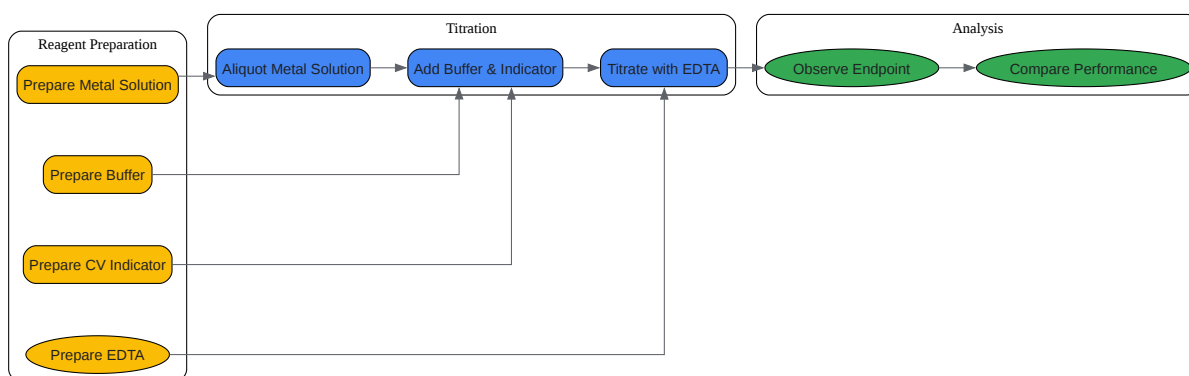 Reagent Preparation
Prepare Metal Solution
Prepare Buffer
Prepare CV Indicator
Prepare EDTA
Titration
Aliquot Metal Solution
Add Buffer & Indicator
Titrate with EDTA
Analysis
Observe Endpoint
Compare Performance